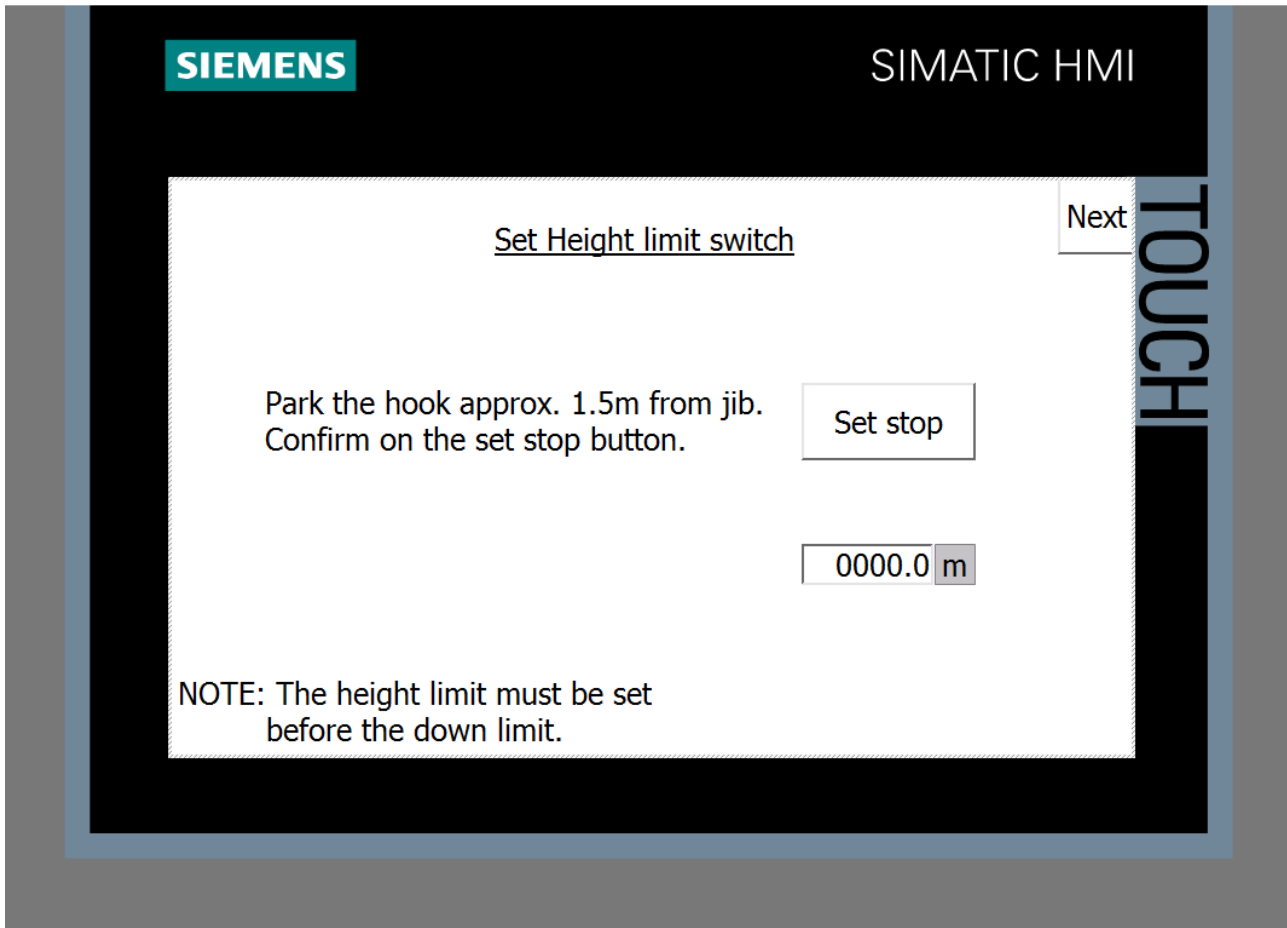 SIEMENS
SIMATIC HMI
TOUCH
Next
Set Height limit switch
Park the hook approx. 1.5m from jib.
Confirm on the set stop button.
Set stop
0000.0 m
NOTE: The height limit must be set
before the down limit.